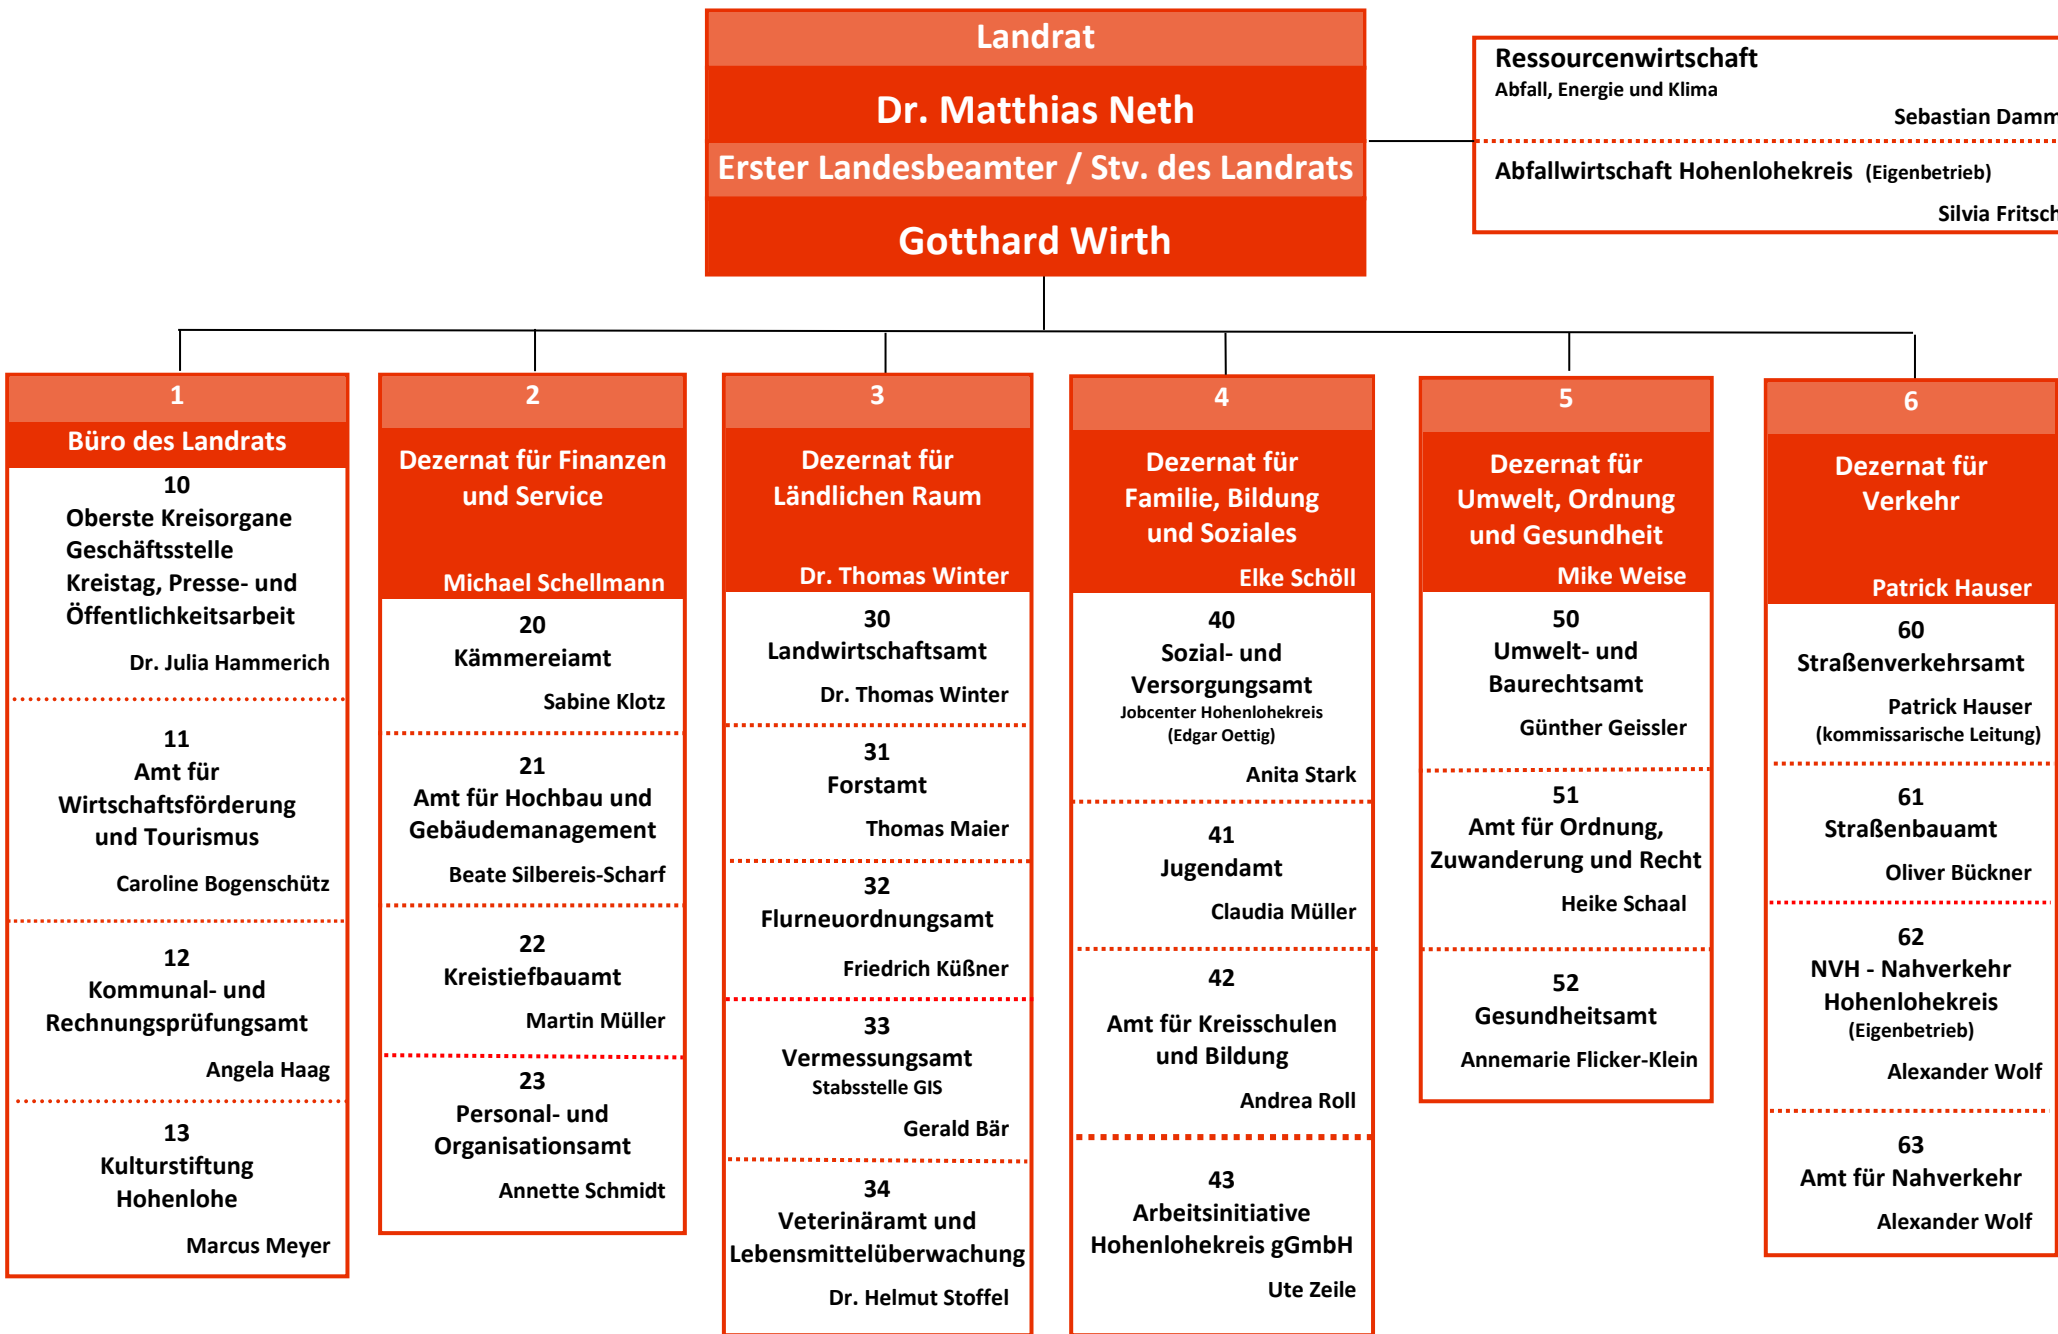 Landrat
Dr. Matthias Neth
Erster Landesbeamter / Stv. des Landrats
Gotthard Wirth
Ressourcenwirtschaft
Abfall, Energie und Klima
Sebastian Damm
Abfallwirtschaft Hohenlohekreis (Eigenbetrieb)
Silvia Fritsch
1
Büro des Landrats
10
Oberste Kreisorgane
Geschäftsstelle
Kreistag, Presse- und
Öffentlichkeitsarbeit
Dr. Julia Hammerich
11
Amt für
Wirtschaftsförderung
und Tourismus
Caroline Bogenschütz
12
Kommunal- und
Rechnungsprüfungsamt
Angela Haag
13
Kulturstiftung
Hohenlohe
Marcus Meyer
2
Dezernat für Finanzen
und Service
Michael Schellmann
20
Kämmereiamt
Sabine Klotz
21
Amt für Hochbau und
Gebäudemanagement
Beate Silbereis-Scharf
22
Kreistiefbauamt
Martin Müller
23
Personal- und
Organisationsamt
Annette Schmidt
3
Dezernat für
Ländlichen Raum
Dr. Thomas Winter
30
Landwirtschaftsamt
Dr. Thomas Winter
31
Forstamt
Thomas Maier
32
Flurneuordnungsamt
Friedrich Küßner
33
Vermessungsamt
Stabsstelle GIS
Gerald Bär
34
Veterinäramt und
Lebensmittelüberwachung
Dr. Helmut Stoffel
4
Dezernat für
Familie, Bildung
und Soziales
Elke Schöll
40
Sozial- und
Versorgungsamt
Jobcenter Hohenlohekreis
(Edgar Oettig)
Anita Stark
41
Jugendamt
Claudia Müller
42
Amt für Kreisschulen
und Bildung
Andrea Roll
43
Arbeitsinitiative
Hohenlohekreis gGmbH
Ute Zeile
5
Dezernat für
Umwelt, Ordnung
und Gesundheit
Mike Weise
50
Umwelt- und
Baurechtsamt
Günther Geissler
51
Amt für Ordnung,
Zuwanderung und Recht
Heike Schaal
52
Gesundheitsamt
Annemarie Flicker-Klein
6
Dezernat für
Verkehr
Patrick Hauser
60
Straßenverkehrsamt
Patrick Hauser
(kommissarische Leitung)
61
Straßenbauamt
Oliver Bückner
62
NVH - Nahverkehr
Hohenlohekreis
(Eigenbetrieb)
Alexander Wolf
63
Amt für Nahverkehr
Alexander Wolf